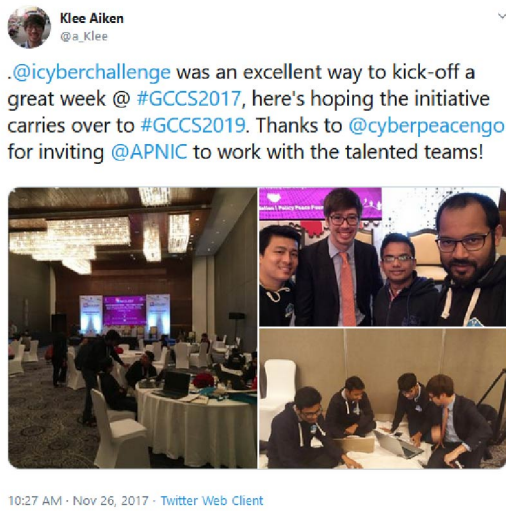 Klee Aiken
@a_Klee
.@icyberchallenge was an excellent way to kick-off a
great week @ #GCCS2017, here's hoping the initiative
carries over to #GCCS2019. Thanks to @cyberpeacengo
for inviting @APNIC to work with the talented teams!
10:27 AM · Nov 26, 2017 · Twitter Web Client